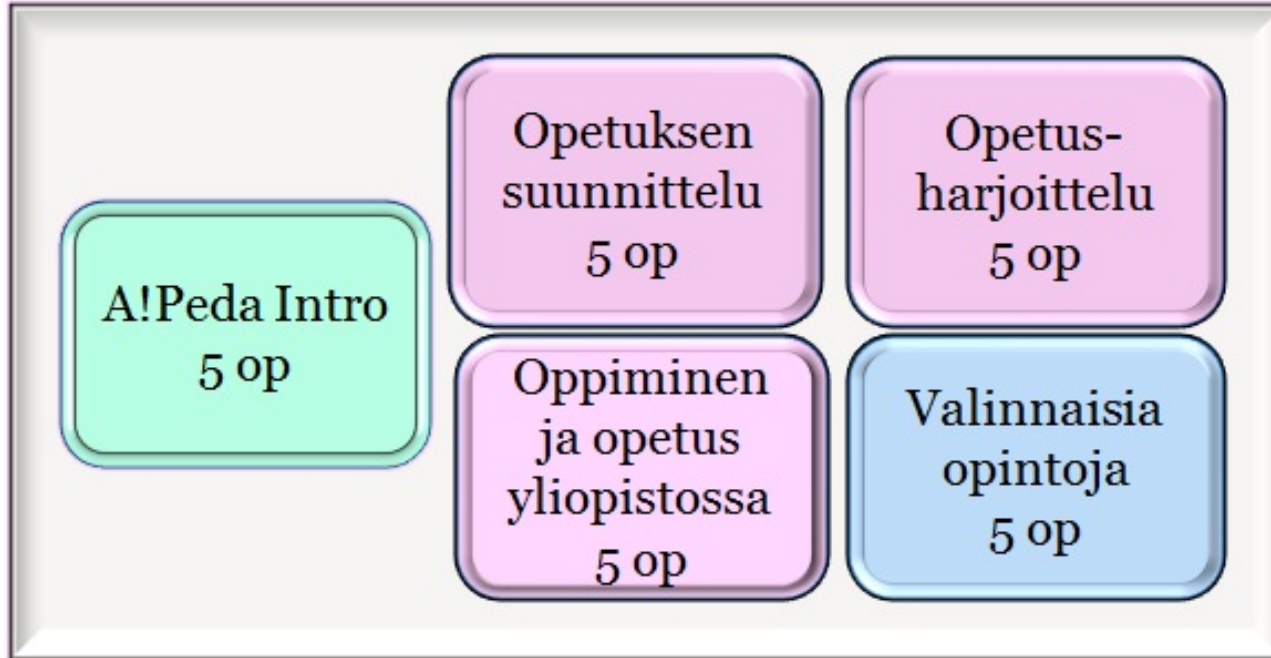 A!Peda Intro
5 op
Opetuksen
suunnittelu
5 op
Oppiminen
ja opetus
yliopistossa
5 op
Opetus-
harjoittelu
5 op
Valinnaisia
opintoja
5 op